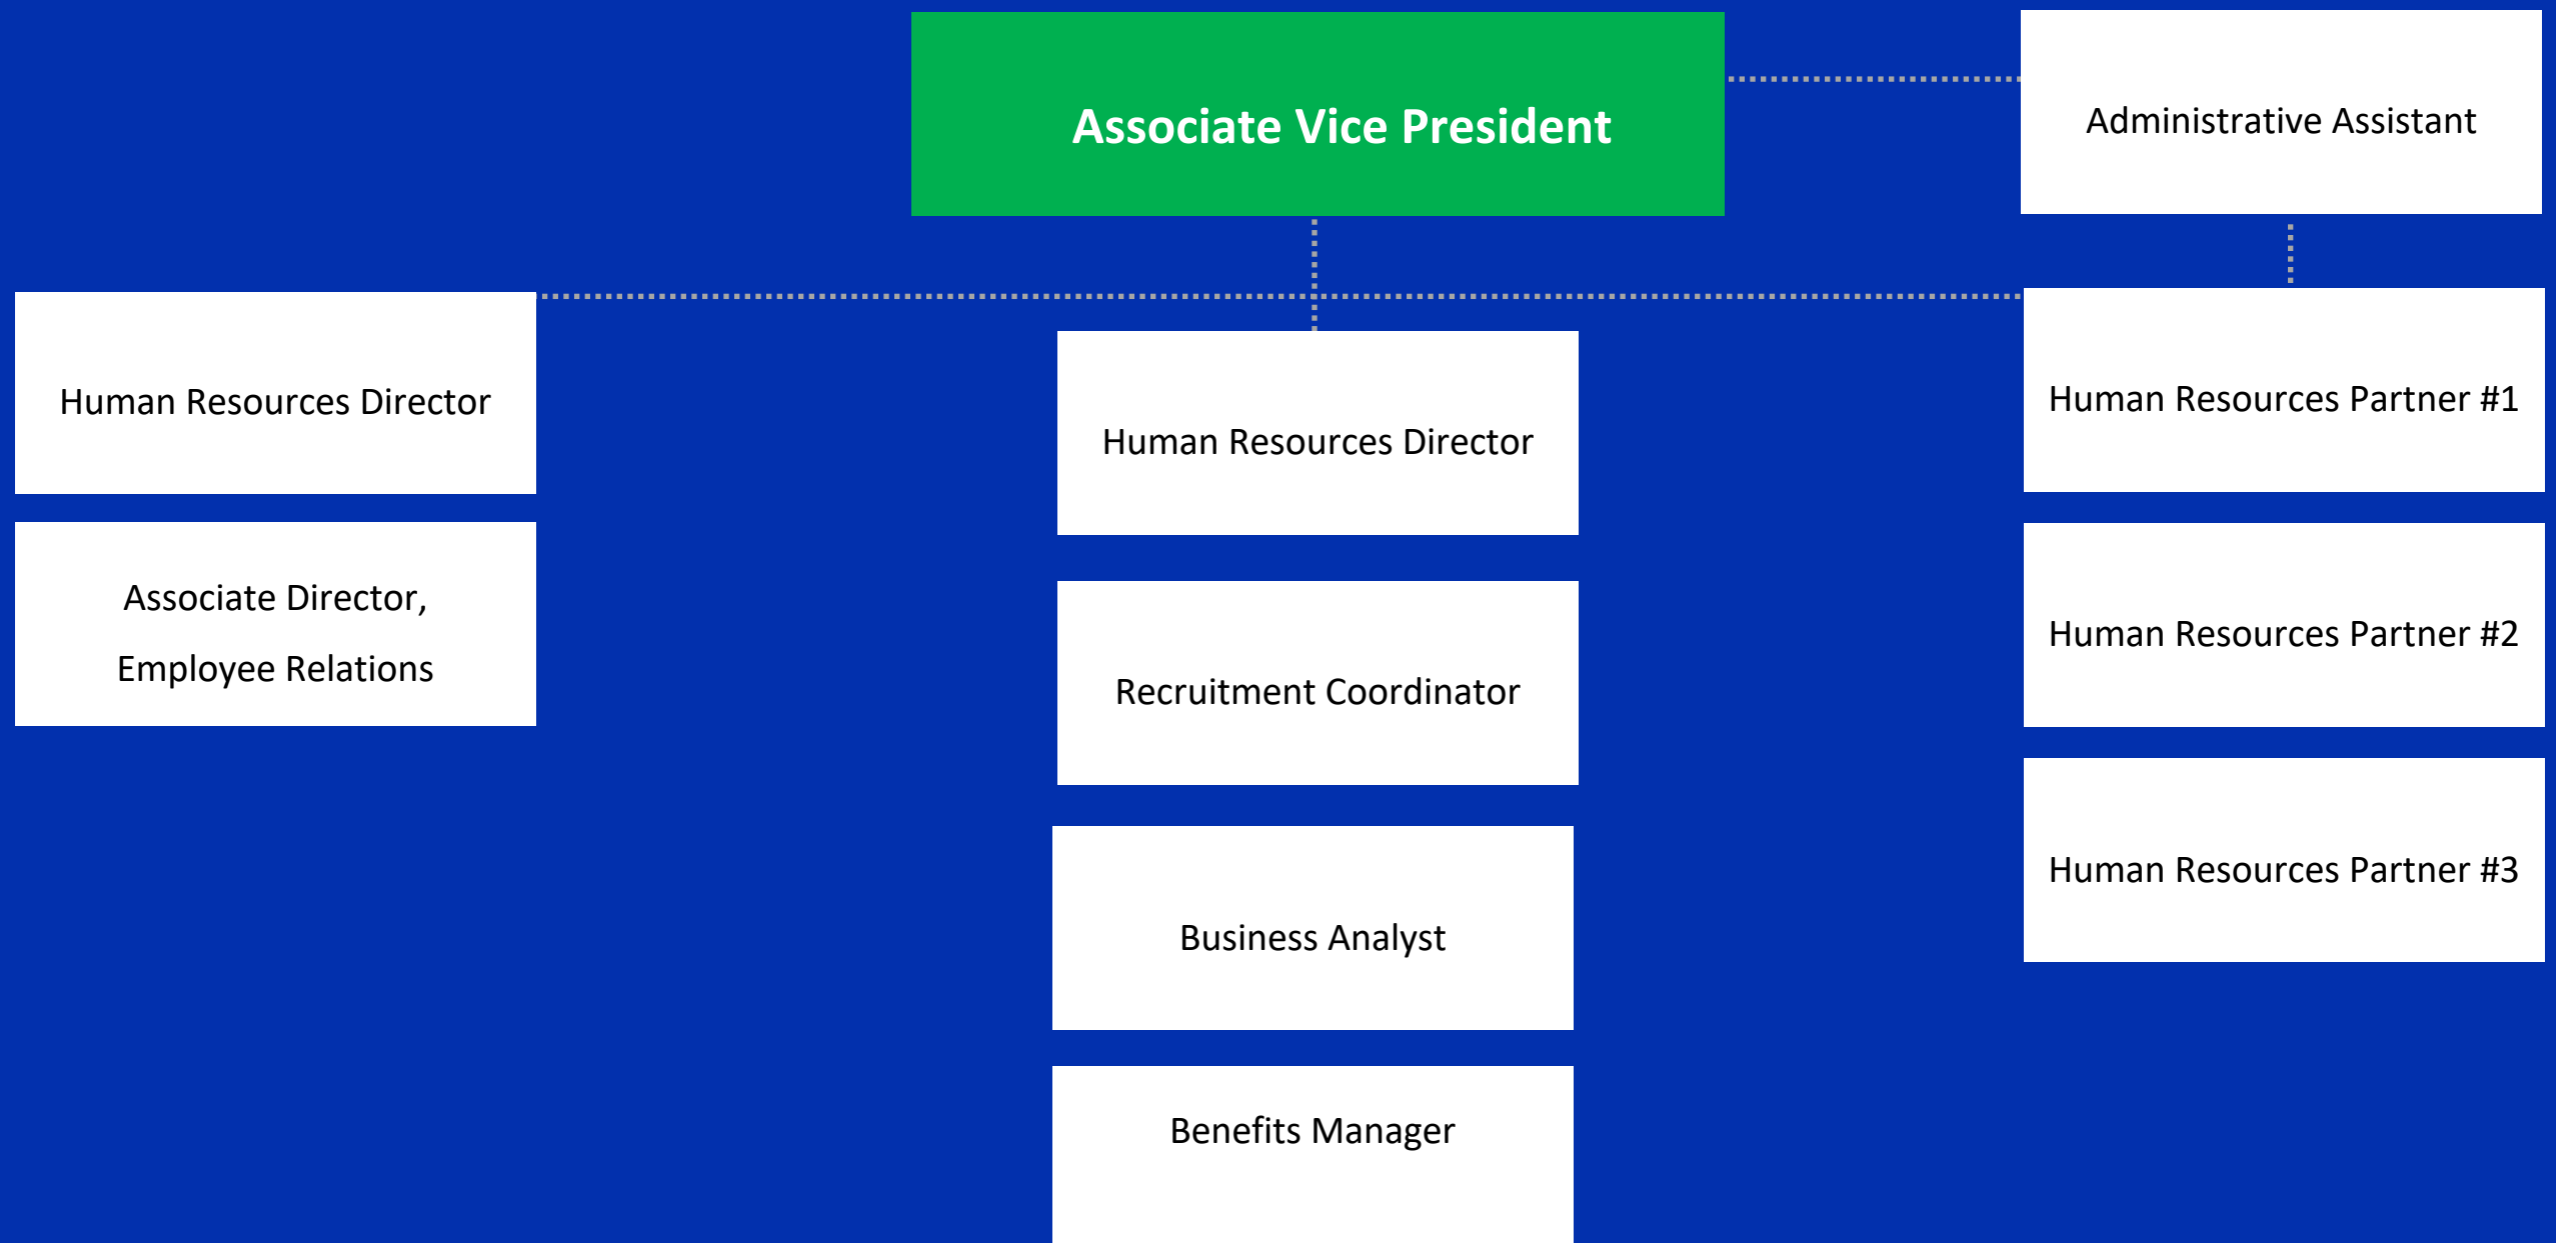 Associate Vice President
Administrative Assistant
Human Resources Director
Associate Director,
Employee Relations
Human Resources Director
Recruitment Coordinator
Business Analyst
Benefits Manager
Human Resources Partner #1
Human Resources Partner #2
Human Resources Partner #3